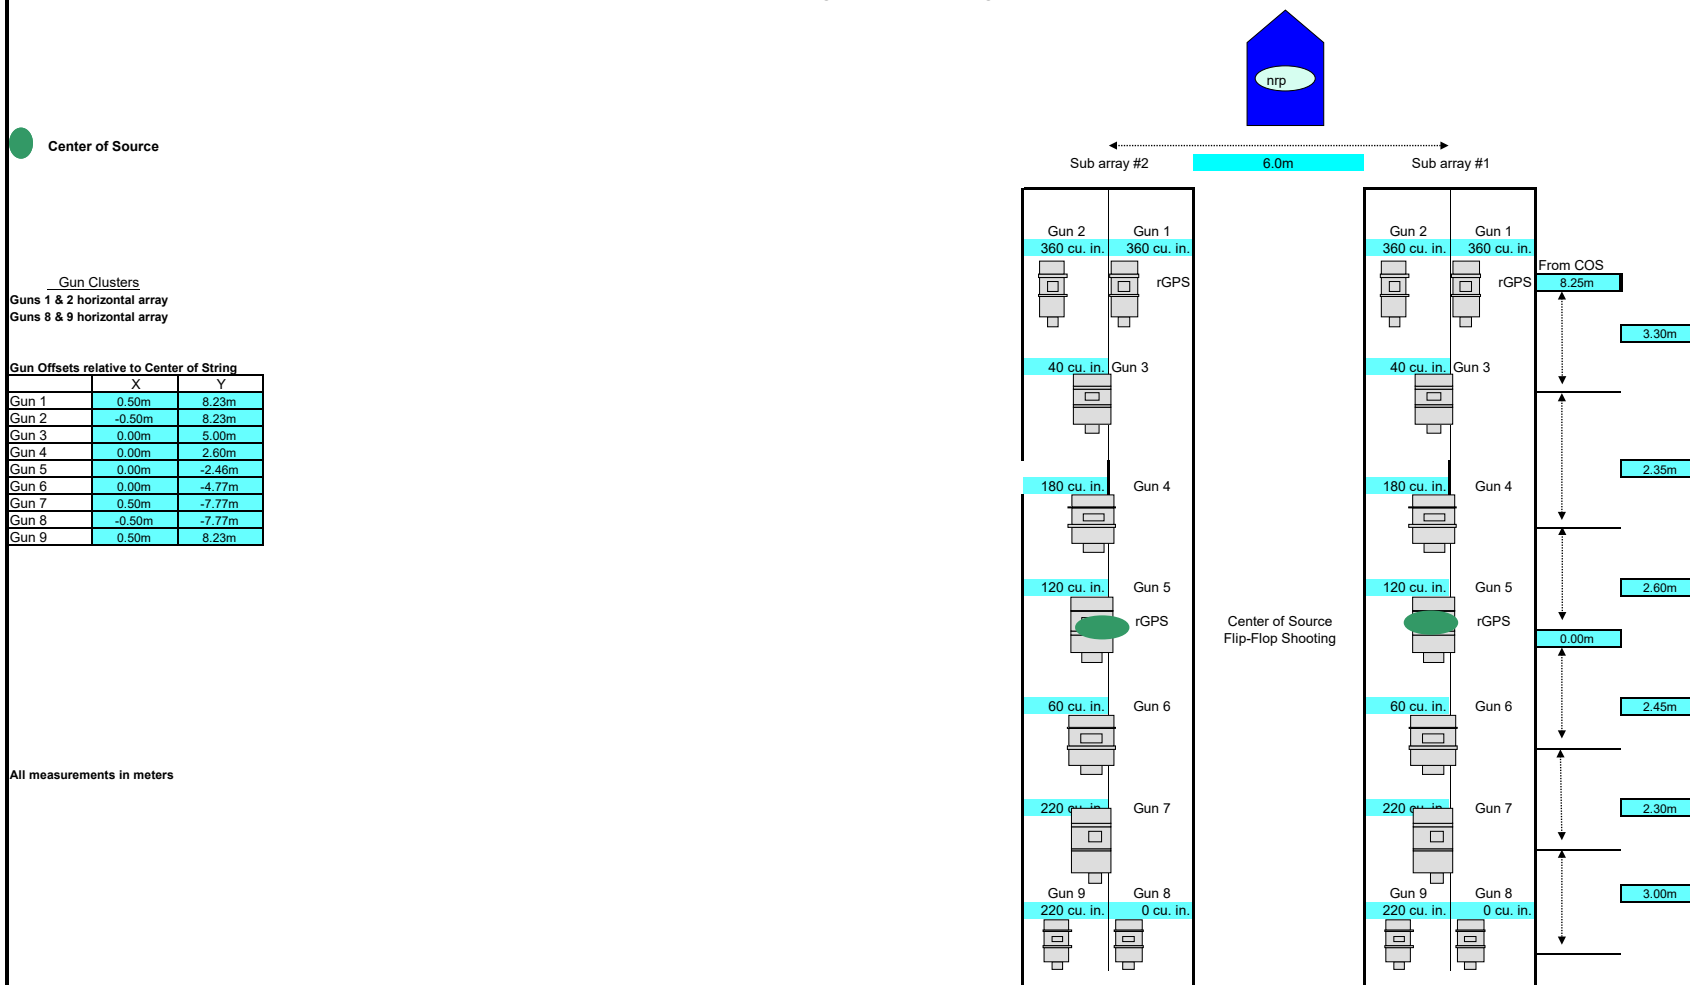 nrp
Center of Source
Sub array #2 6.0m Sub array #1
Gun 2 Gun 1 Gun 2 Gun 1
360 cu. in. 360 cu. in. 360 cu. in. 360 cu. in.
From COS
Gun Clusters rGPS rGPS 8.25m
Guns 1 & 2 horizontal array
Guns 8 & 9 horizontal array
3.30m
Gun Offsets relative to Center of String 40 cu. in. Gun 3 40 cu. in. Gun 3
X Y
Gun 1 0.50m 8.23m
Gun 2 -0.50m 8.23m
Gun 3 0.00m 5.00m
Gun 4 0.00m 2.60m
Gun 5 0.00m -2.46m 2.35m
Gun 6 0.00m -4.77m 180 cu. in. Gun 4 180 cu. in. Gun 4
Gun 7 0.50m -7.77m
Gun 8 -0.50m -7.77m
Gun 9 0.50m 8.23m
120 cu. in. Gun 5 120 cu. in. Gun 5 2.60m
rGPS Center of Source rGPS
Flip-Flop Shooting 0.00m
60 cu. in. Gun 6 60 cu. in. Gun 6 2.45m
All measurements in meters
220 Gun 7 220 Gun 7 2.30m
Gun 9 Gun 8 Gun 9 Gun 8 3.00m
220 cu. in. 0 cu. in. 220 cu. in. 0 cu. in.